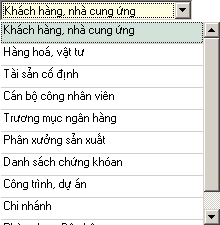 Khách hàng, nhà cung ứng
Khách hàng, nhà cung ứng
Hàng hoá, vật tư
Tài sản cố định
Cán bộ công nhân viên
Trương mục ngân hàng
Phân xưởng sẩn xuất
Danh sách chứng khóan
Công trình, dự án
Chi nhánh